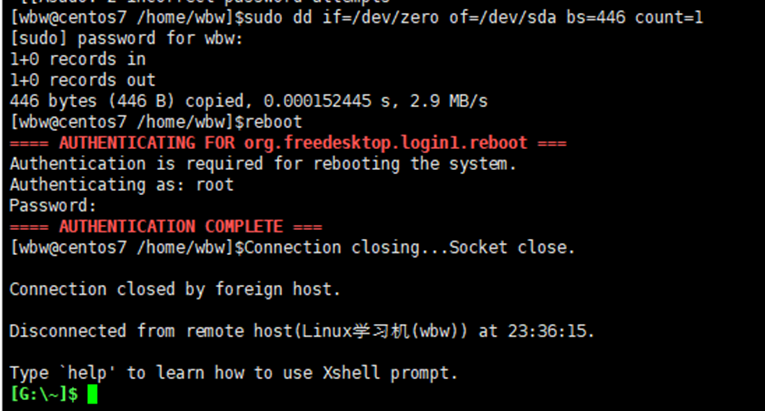 [wbw@centos7 /home/wbw]$sudo dd if=/dev/zero of=/dev/sda bs=446 count=1
[sudo] password for wbw:
1+0 records in
1+0 records out
446 bytes (446 B) copied, 0.000152445 s, 2.9 MB/s
[wbw@centos7 /home/wbw]$reboot
==== AUTHENTICATING FOR org.freedesktop.login1.reboot ===
Authentication is required for rebooting the system.
Authenticating as: root
Password:
==== AUTHENTICATION COMPLETE ===
[wbw@centos7 /home/wbw]$Connection closing...Socket close.
Connection closed by foreign host.
Disconnected from remote host(Linux学习机(wbw)) at 23:36:15.
Type `help' to learn how to use Xshell prompt.
[G:\~]$